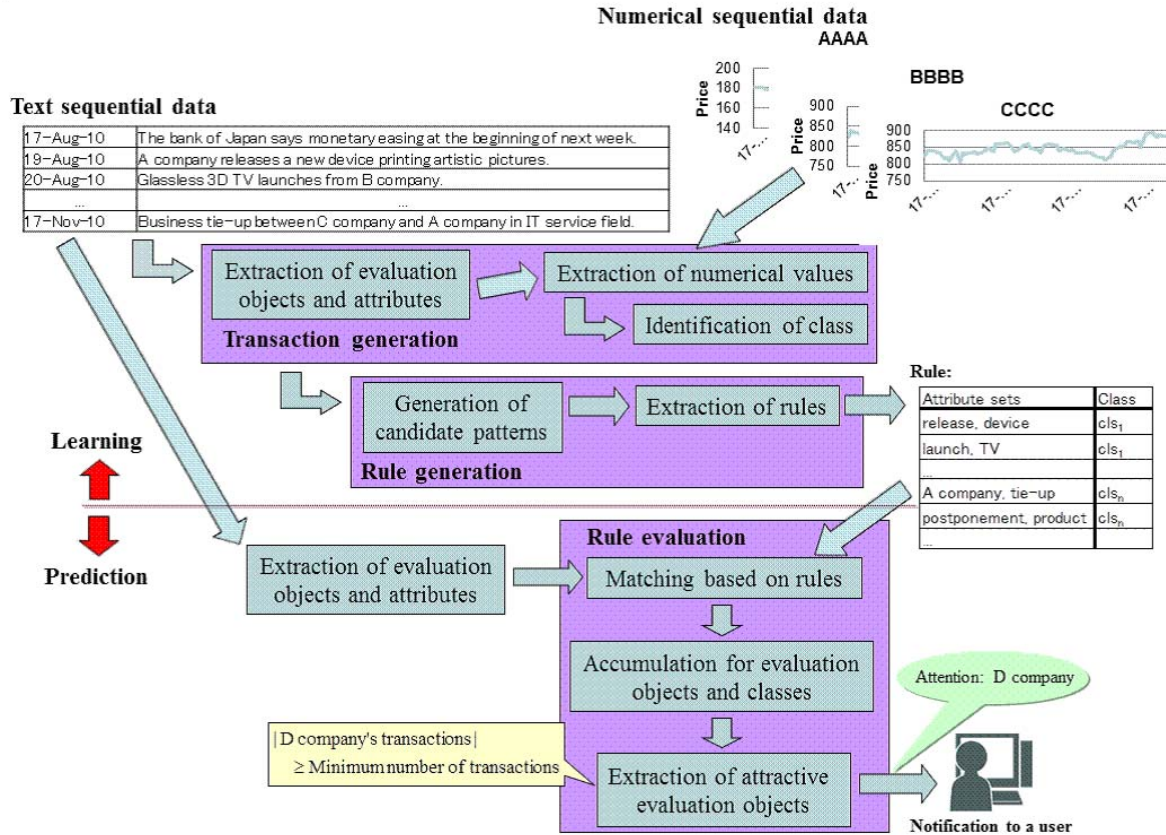 Numerical sequential data
AAAA
200
180
160
140
Price
17-...
BBBB
900
850
800
750
Price
17-...
CCCC
900
850
800
750
Price
17-...
17-...
17-...
17-...
Text sequential data
17-Aug-10 The bank of Japan says monetary easing at the beginning of next week.
19-Aug-10 A company releases a new device printing artistic pictures.
20-Aug-10 Glassless 3D TV launches from B company.
... ...
17-Nov-10 Business tie-up between C company and A company in IT service field.
Extraction of evaluation
objects and attributes
Extraction of numerical values
Identification of class
Transaction generation
Generation of
candidate patterns
Extraction of rules
Rule generation
Rule:
Attribute sets Class
release, device cls1
launch, TV cls1
...
A company, tie-up clsn
postponement, product clsn
...
Learning
Prediction
Extraction of evaluation
objects and attributes
Rule evaluation
Matching based on rules
Accumulation for evaluation
objects and classes
Attention: D company
|D company's transactions|
≥ Minimum number of transactions
Extraction of attractive
evaluation objects
Notification to a user